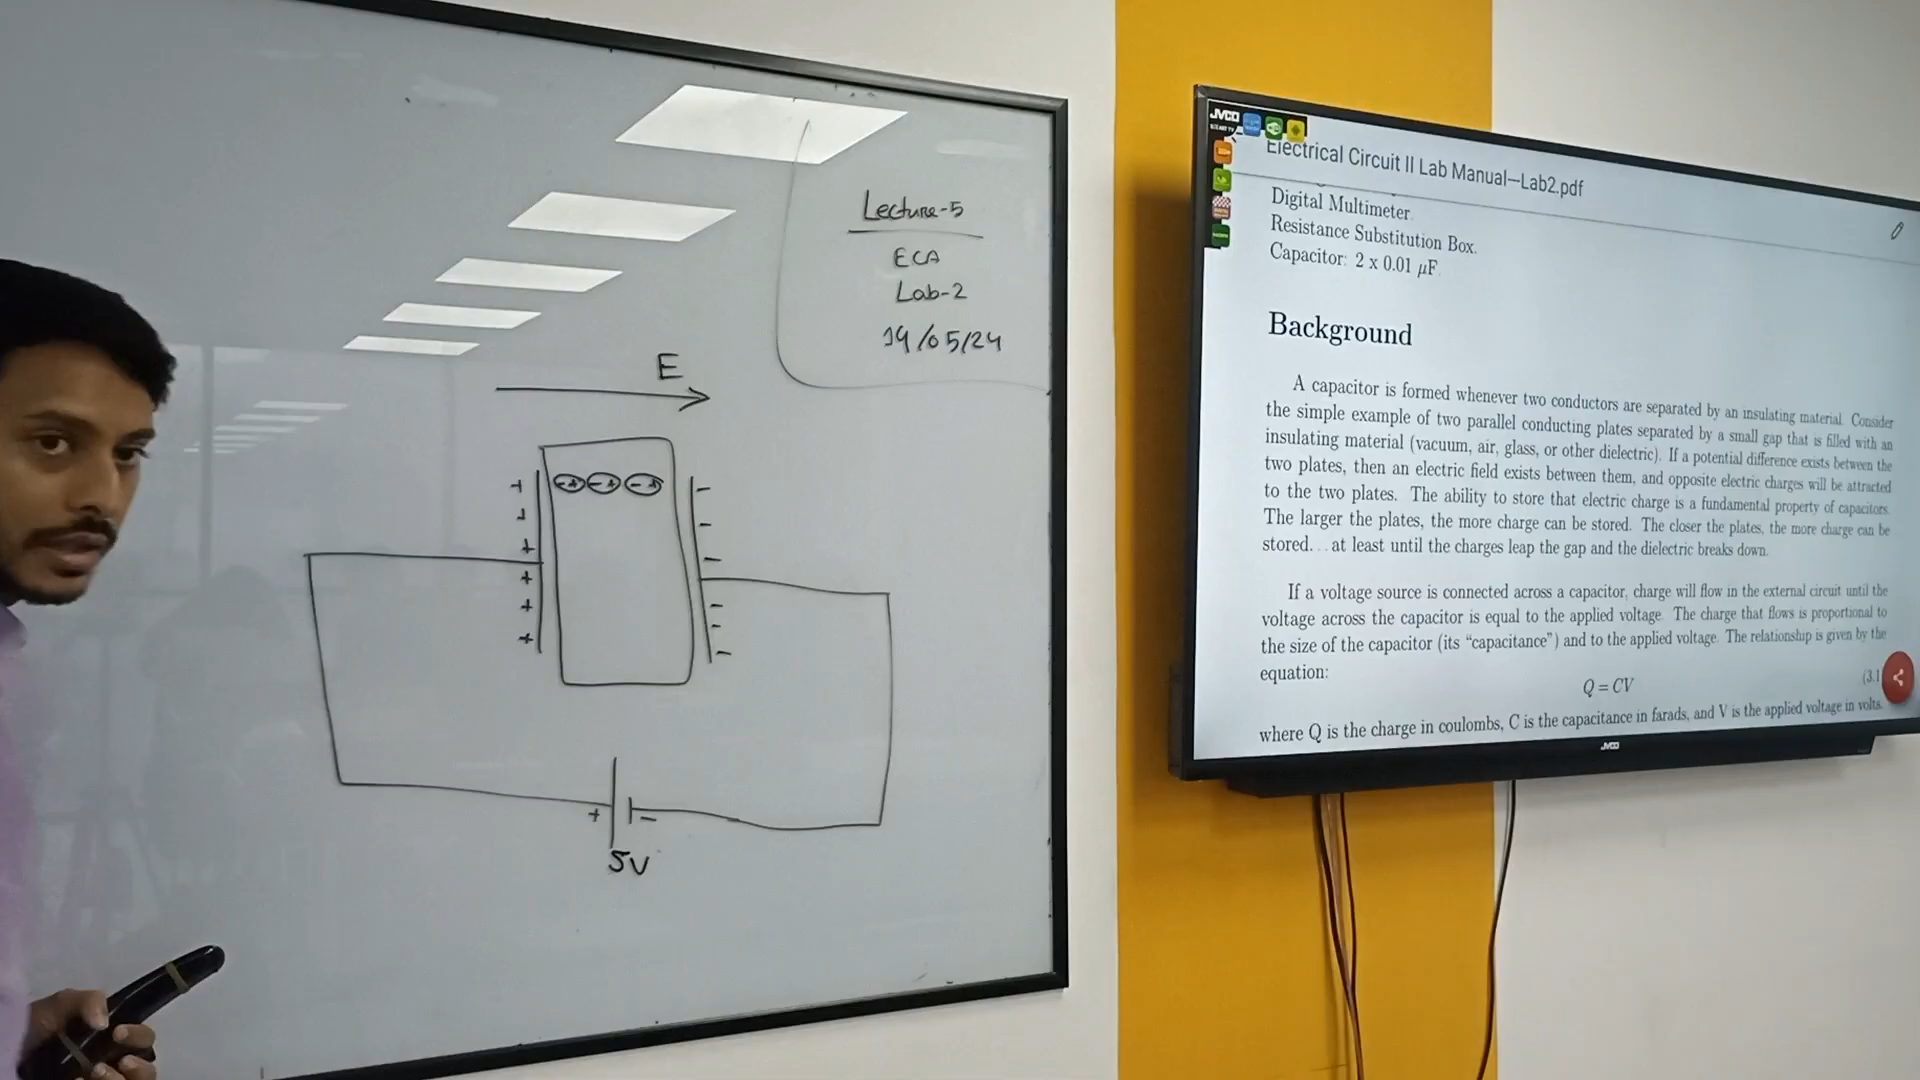 Lecture-5
ECA
Lab-2
14/05/24
E
+ - + - + - +
+ -
+ -
+ -
+ -
+ -
+ -
5V
JVCO
Electrical Circuit II Lab Manual—Lab2.pdf
Digital Multimeter.
Resistance Substitution Box.
Capacitor: 2 x 0.01 μF.
Background
A capacitor is formed whenever two conductors are separated by an insulating material. Consider
the simple example of two parallel conducting plates separated by a small gap that is filled with an
insulating material (vacuum, air, glass, or other dielectric). If a potential difference exists between the
two plates, then an electric field exists between them, and opposite electric charges will be attracted
to the two plates. The ability to store that electric charge is a fundamental property of capacitors.
The larger the plates, the more charge can be stored. The closer the plates, the more charge can be
stored...at least until the charges leap the gap and the dielectric breaks down.
If a voltage source is connected across a capacitor, charge will flow in the external circuit until the
voltage across the capacitor is equal to the applied voltage. The charge that flows is proportional to
the size of the capacitor (its “capacitance”) and to the applied voltage. The relationship is given by the
equation:
Q = CV (3.1
where Q is the charge in coulombs, C is the capacitance in farads, and V is the applied voltage in volts.
JVCO